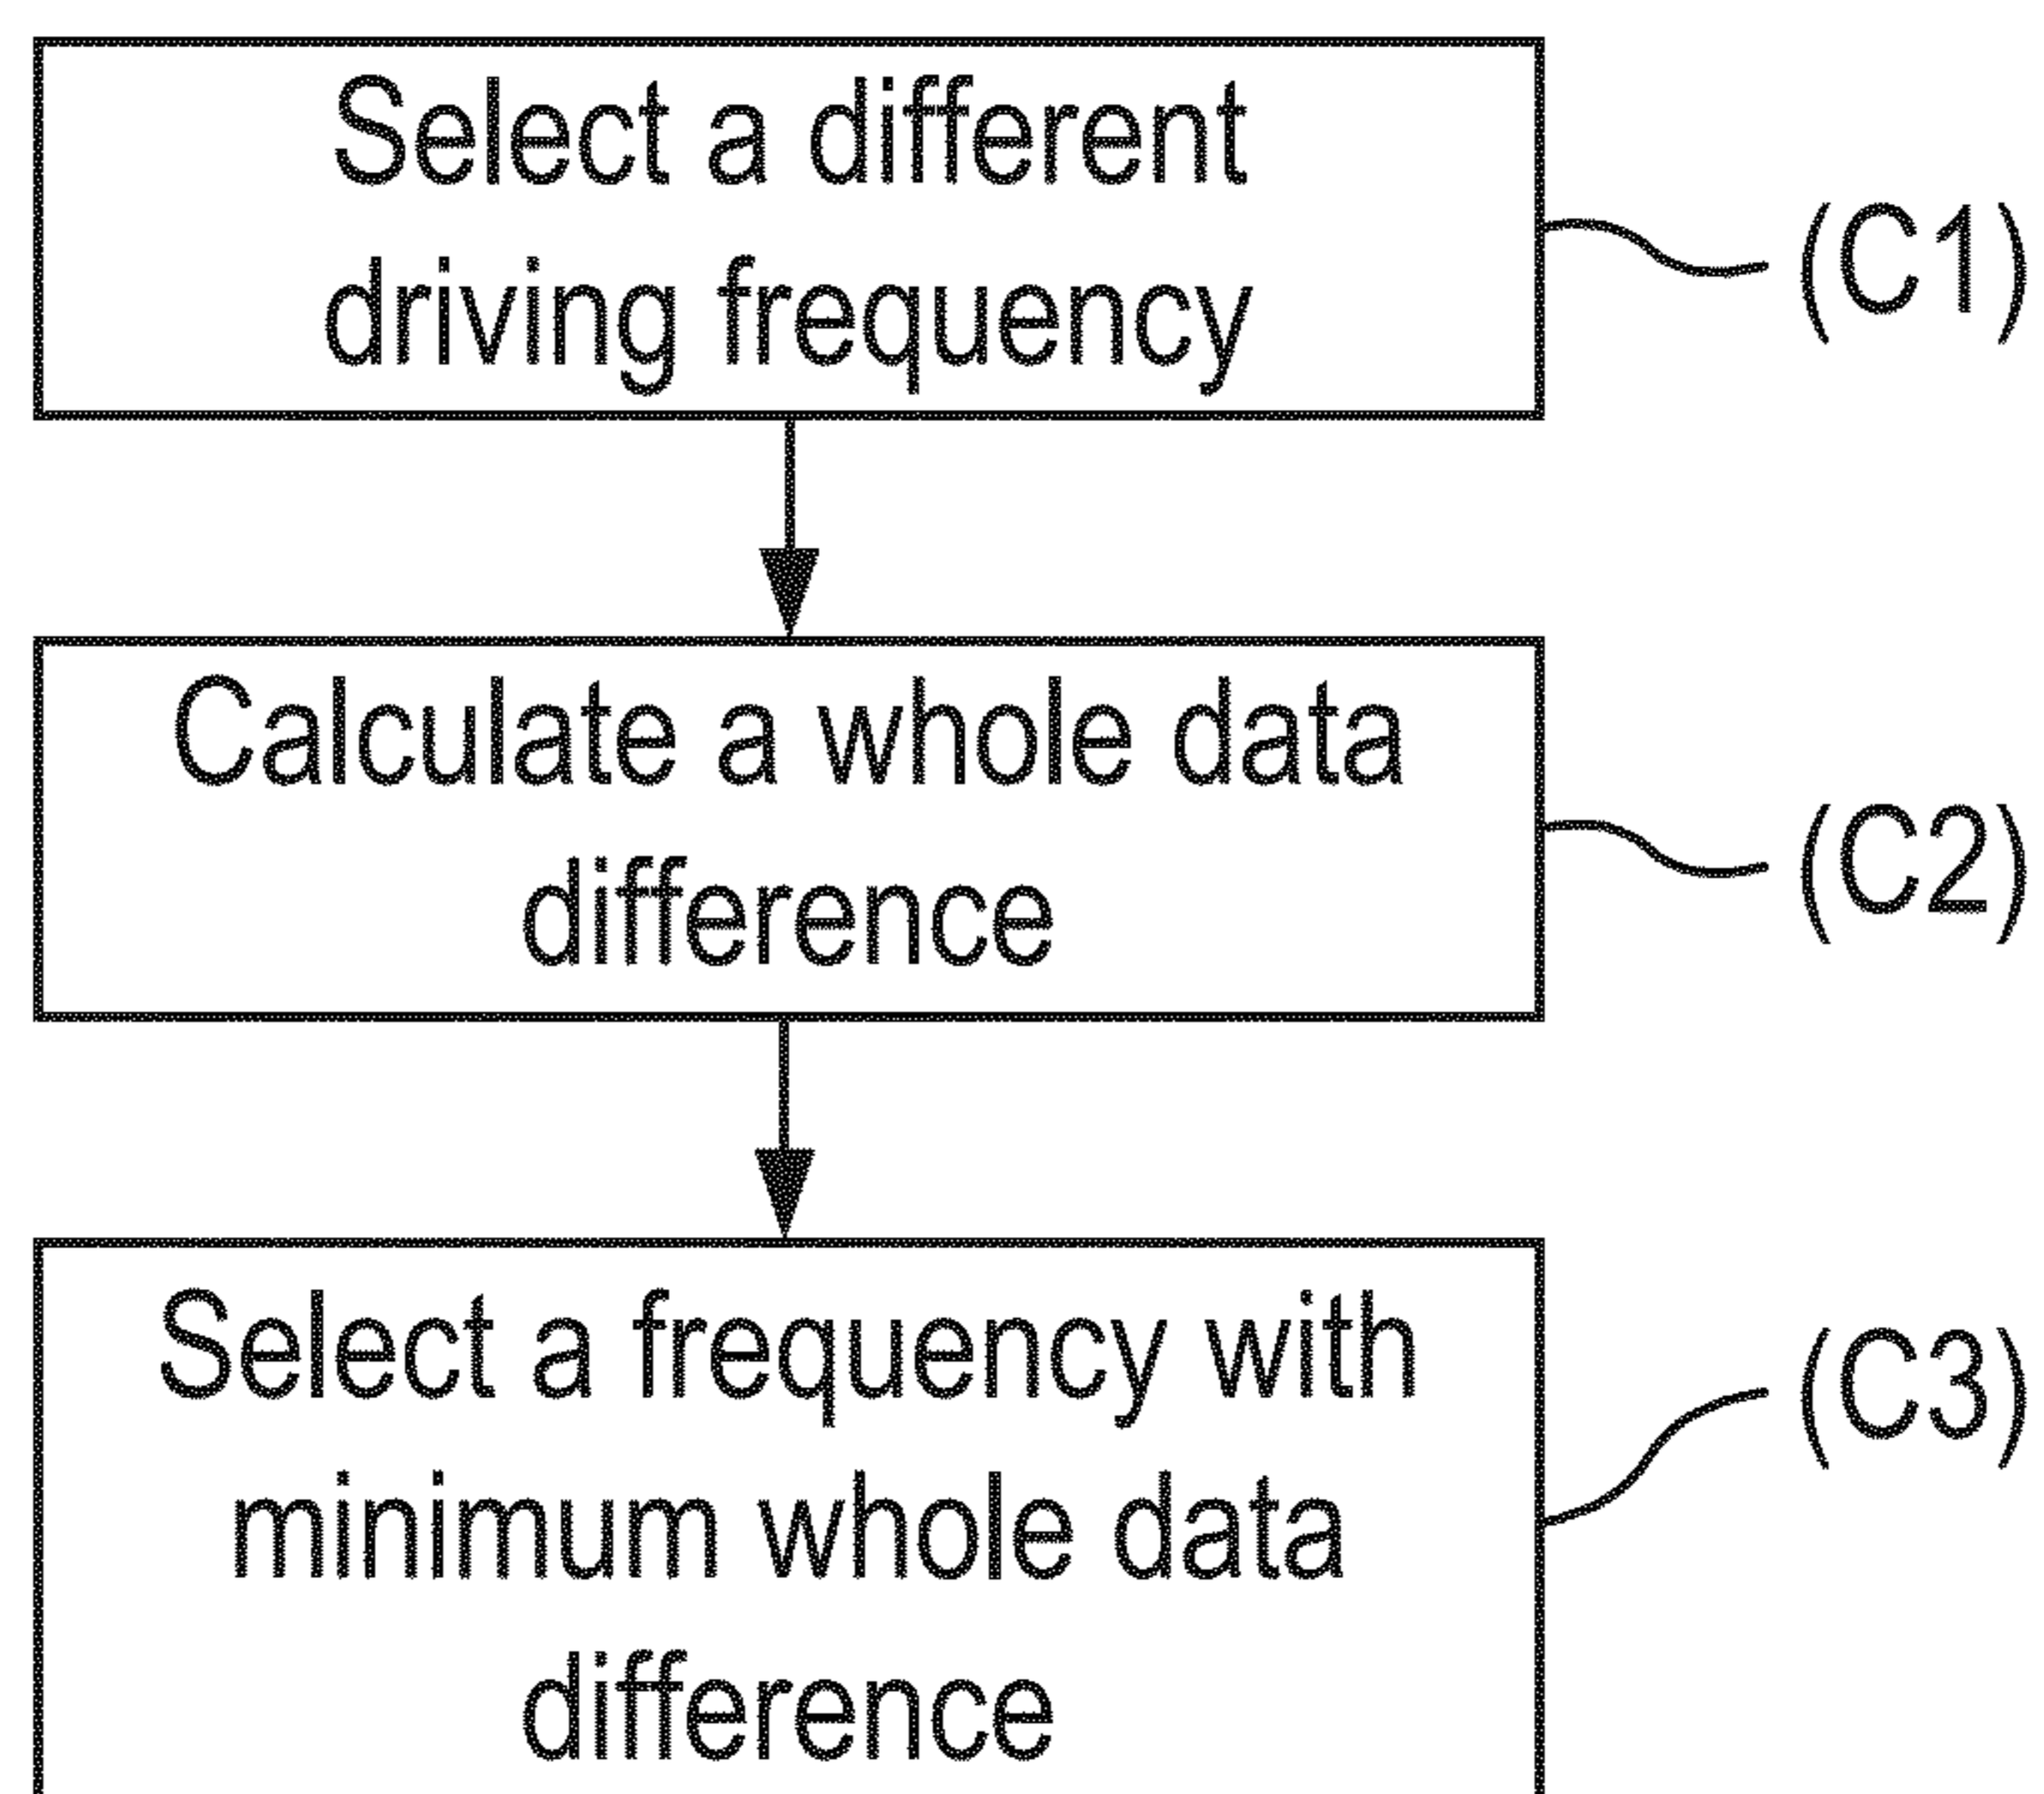 Select a different
driving frequency
(C1)
Calculate a whole data
difference
(C2)
Select a frequency with
minimum whole data
difference
(C3)